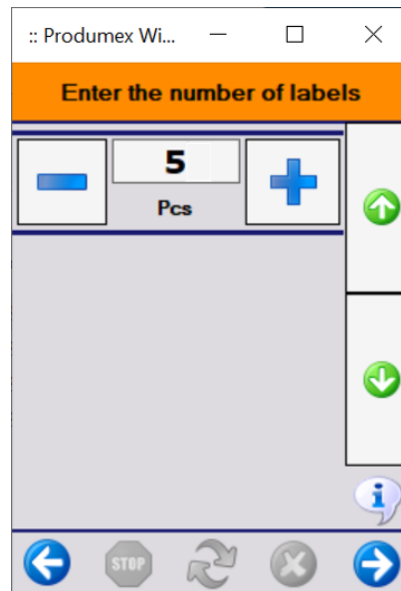 :: Produmex Wi...
Enter the number of labels
5
Pcs
STOP